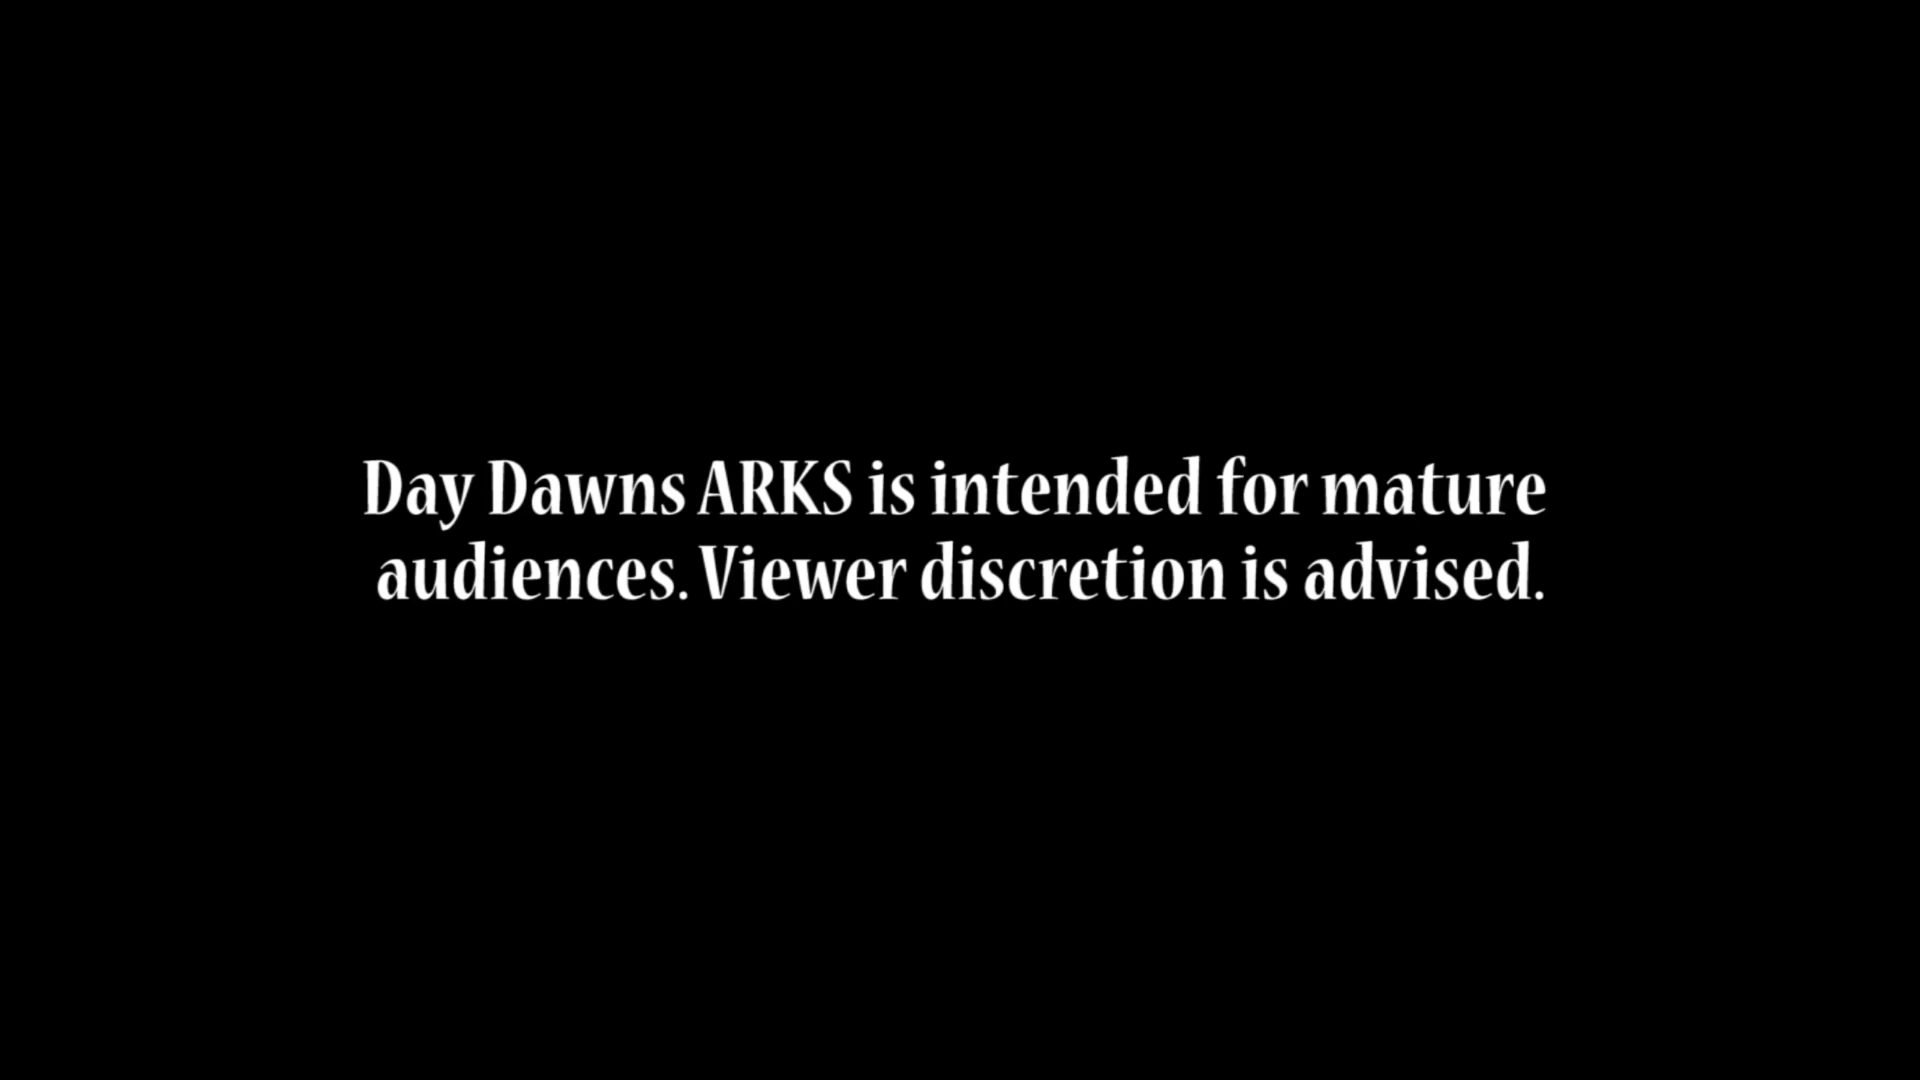 Day Dawns ARKS is intended for mature
audiences. Viewer discretion is advised.